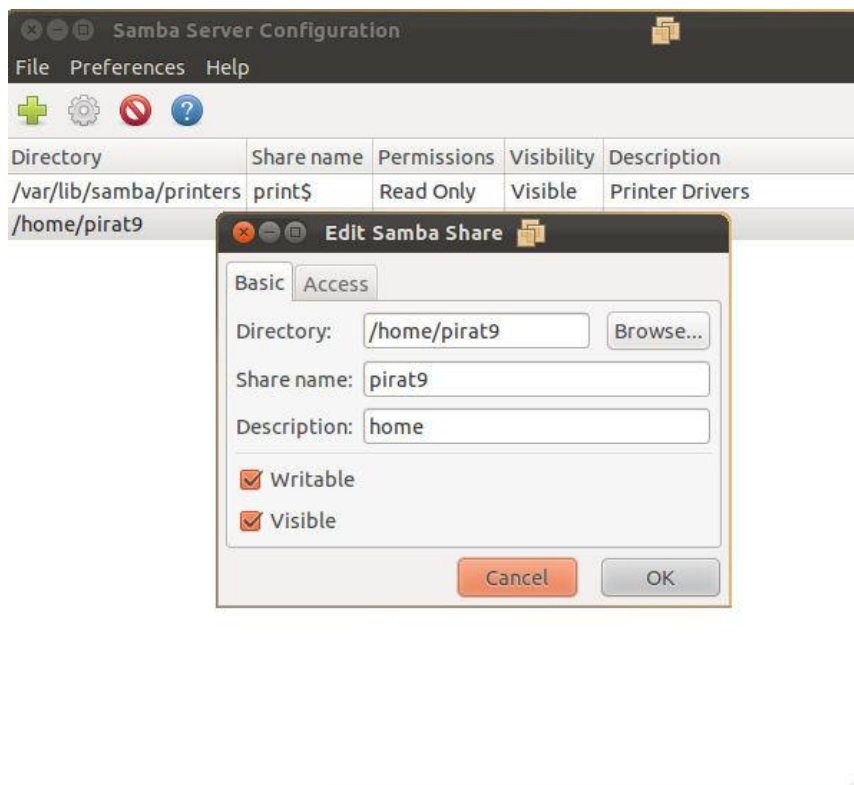 Samba Server Configuration
File Preferences Help
Directory Share name Permissions Visibility Description
/var/lib/samba/printers print$ Read Only Visible Printer Drivers
/home/pirat9
Edit Samba Share
Basic Access
Directory: /home/pirat9 Browse...
Share name: pirat9
Description: home
Writable
Visible
Cancel OK